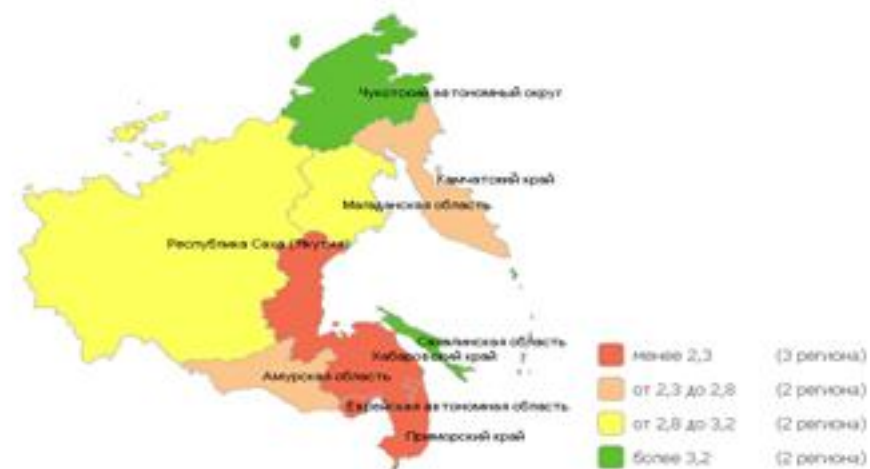 Чукотский автономный округ
Камчатский край
Магаданская область
Республика Саха (Якутия)
Сахалинская область
Хабаровский край
Амурская область
Еврейская автономная область
Приморский край
менее 2,3 (3 региона)
от 2,3 до 2,8 (2 региона)
от 2,8 до 3,2 (2 региона)
более 3,2 (2 региона)